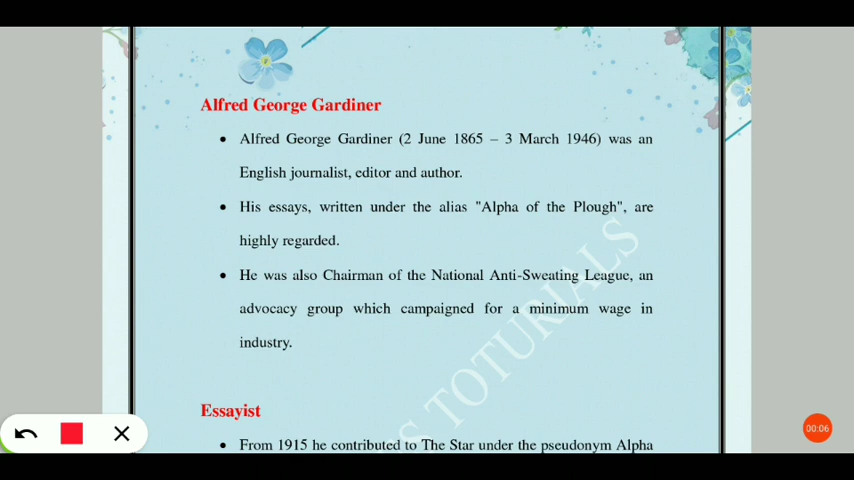 Alfred George Gardiner
• Alfred George Gardiner (2 June 1865 – 3 March 1946) was an
English journalist, editor and author.
• His essays, written under the alias "Alpha of the Plough", are
highly regarded.
• He was also Chairman of the National Anti-Sweating League, an
advocacy group which campaigned for a minimum wage in
industry.
S TOTURIALS
Essayist
• From 1915 he contributed to The Star under the pseudonym Alpha
00:06